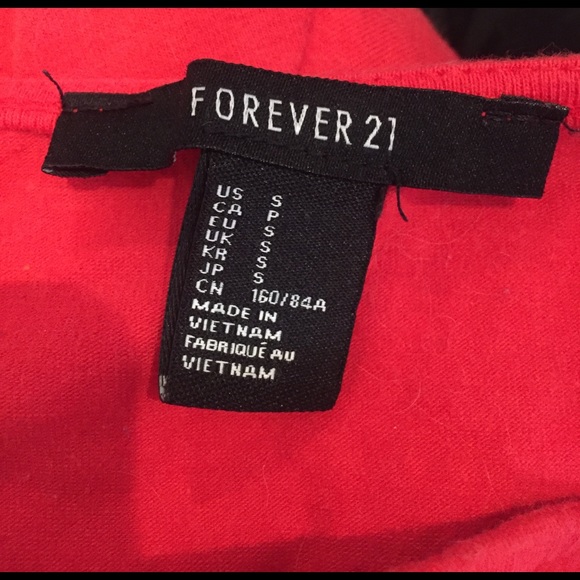 FOREVER 21
US S
CA P
EU S
UK S
KR S
JP S
CN 160/84A
MADE IN
VIETNAM
FABRIQUÉ AU
VIETNAM